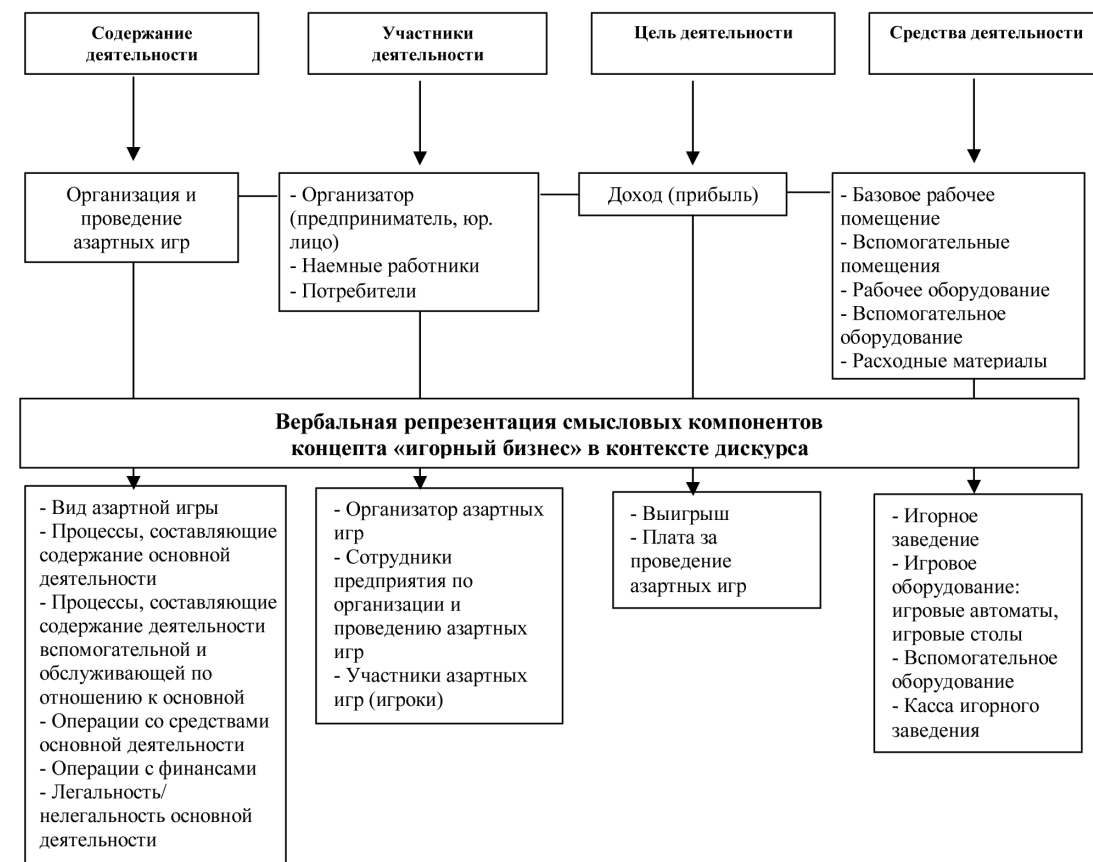 Содержание
деятельности
Участники
деятельности
Цель деятельности
Средства деятельности
Организация и
проведение
азартных игр
- Организатор
(предприниматель, юр.
лицо)
- Наемные работники
- Потребители
Доход (прибыль)
- Базовое рабочее
помещение
- Вспомогательные
помещения
- Рабочее оборудование
- Вспомогательное
оборудование
- Расходные материалы
Вербальная репрезентация смысловых компонентов
концепта «игорный бизнес» в контексте дискурса
- Вид азартной игры
- Процессы, составляющие
содержание основной
деятельности
- Процессы, составляющие
содержание деятельности
вспомогательной и
обслуживающей по
отношению к основной
- Операции со средствами
основной деятельности
- Операции с финансами
- Легальность/
нелегальность основной
деятельности
- Организатор азартных
игр
- Сотрудники
предприятия по
организации и
проведению азартных
игр
- Участники азартных
игр (игроки)
- Выигрыш
- Плата за
проведение
азартных игр
- Игорное
заведение
- Игровое
оборудование:
игровые автоматы,
игровые столы
- Вспомогательное
оборудование
- Касса игорного
заведения